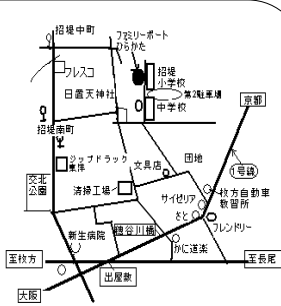 招堤中町
ファミリーポート
ひらかた
フレスコ
招堤
小学校
第2駐車場
中学校
日置天神社
京都
招堤南町
文具店
団地
1号線
ジップドラック
東洋
交北
公園
清掃工場
サイゼリア
枚方自動車
教習所
さと
フレンドリー
穂谷川橋
新生病院
かに道楽
至枚方
至長尾
出屋敷
大阪